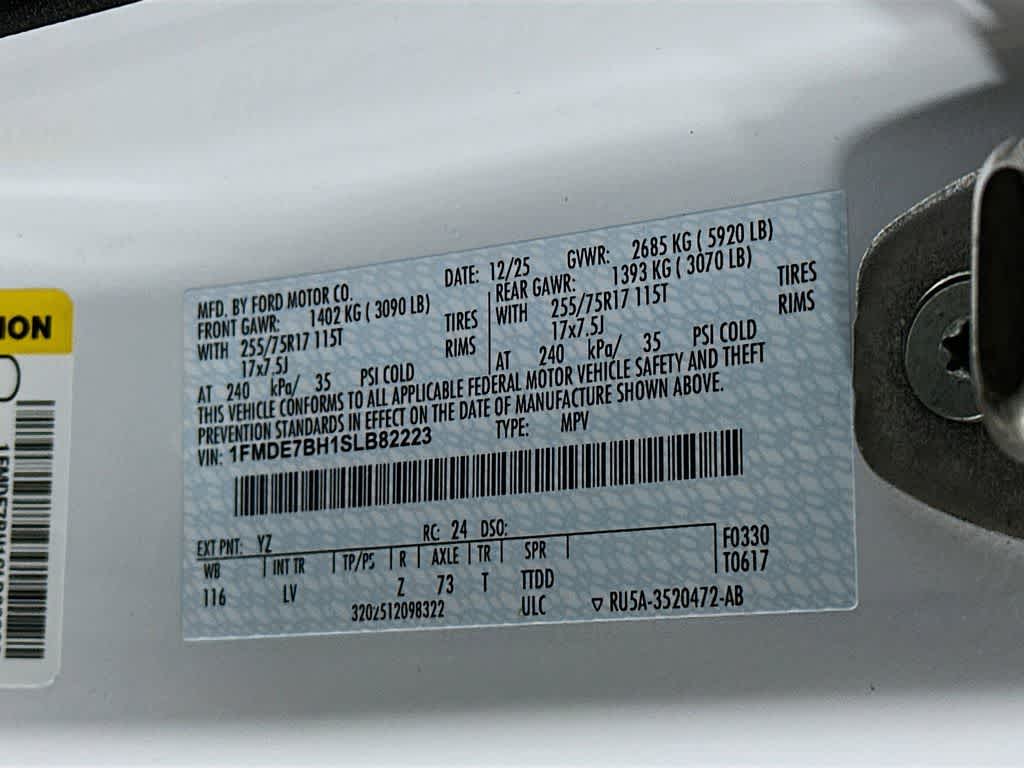 MFD. BY FORD MOTOR CO. DATE: 12/25 GVWR: 2685 KG ( 5920 LB)
FRONT GAWR: 1402 KG ( 3090 LB) REAR GAWR: 1393 KG ( 3070 LB)
WITH 255/75R17 115T TIRES WITH 255/75R17 115T TIRES
17x7.5J RIMS 17x7.5J RIMS
AT 240 kPa/ 35 PSI COLD AT 240 kPa/ 35 PSI COLD
THIS VEHICLE CONFORMS TO ALL APPLICABLE FEDERAL MOTOR VEHICLE SAFETY AND THEFT
PREVENTION STANDARDS IN EFFECT ON THE DATE OF MANUFACTURE SHOWN ABOVE.
VIN: 1FMDE7BH1SLB82223 TYPE: MPV
EXT PNT: YZ RC: 24 DSO:
WB INT TR TP/PS R AXLE TR SPR F0330
116 LV Z 73 T TTDD T0617
3202512098322 ULC ▽ RU5A-3520472-AB